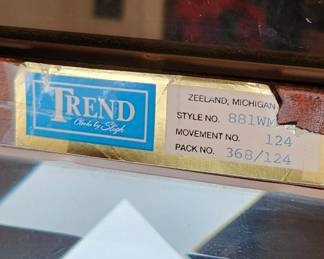 TREND
Clocks by Sligh
ZEELAND, MICHIGAN
STYLE NO. 881WM
MOVEMENT NO. 124
PACK NO. 368/124